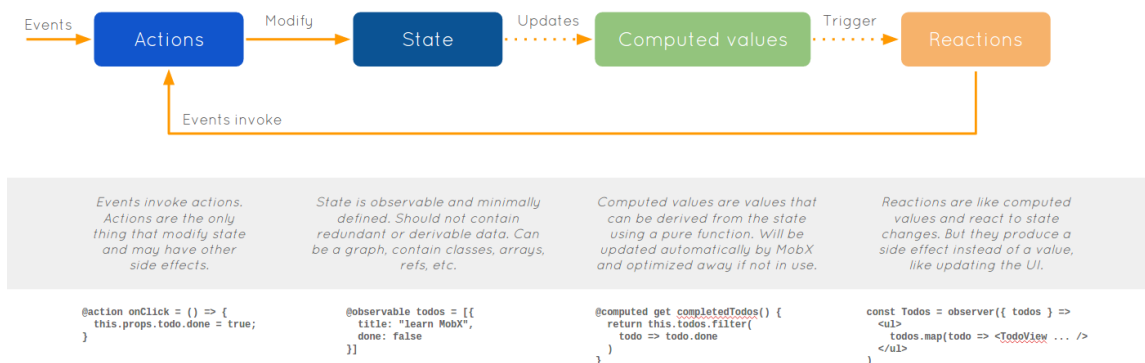 Events
Actions
Modify
State
Updates
Computed values
Trigger
Reactions
Events invoke
Events invoke actions.
Actions are the only
thing that modify state
and may have other
side effects.
State is observable and minimally
defined. Should not contain
redundant or derivable data. Can
be a graph, contain classes, arrays,
refs, etc.
Computed values are values that
can be derived from the state
using a pure function. Will be
updated automatically by MobX
and optimized away if not in use.
Reactions are like computed
values and react to state
changes. But they produce a
side effect instead of a value,
like updating the UI.
@action onClick = () => {
  this.props.todo.done = true;
}
@observable todos = [{
  title: "learn MobX",
  done: false
}]
@computed get completedTodos() {
  return this.todos.filter(
    todo => todo.done
  )
}
const Todos = observer({ todos } =>
  <ul>
    todos.map(todo => <TodoView ... />
  </ul>
)